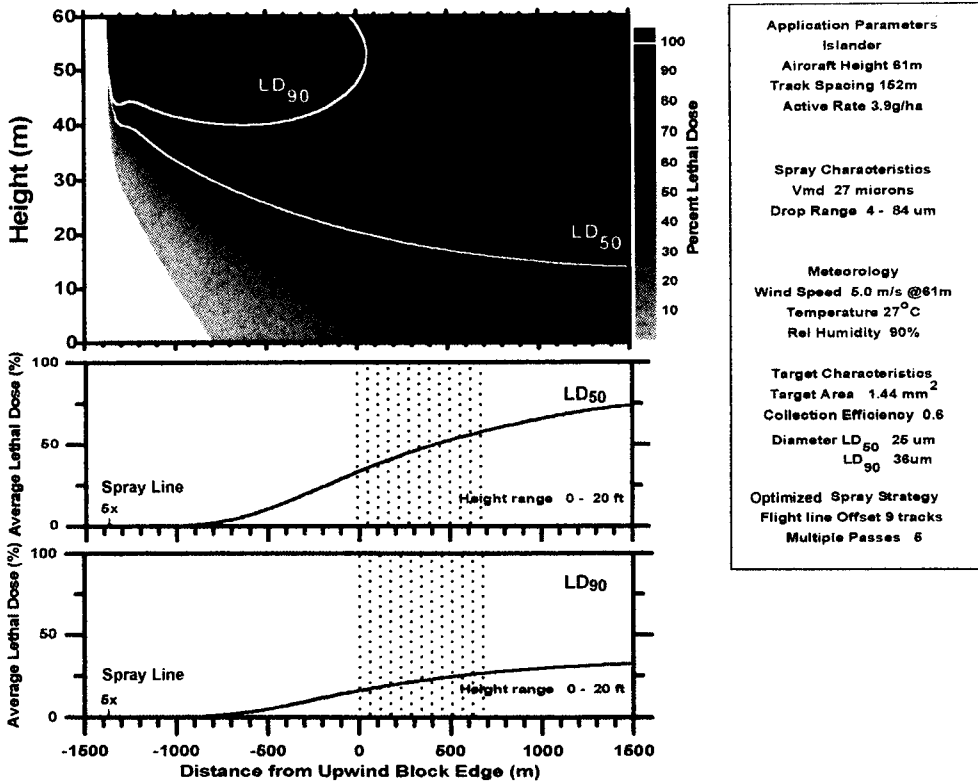 60
50
40
30
20
10
0
Height (m)
LD90
LD50
100
90
80
70
60
50
40
30
20
10
Percent Lethal Dose
100
50
0
Average Lethal Dose (%)
LD50
Spray Line
5x
Height range 0 - 20 ft
100
50
0
Average Lethal Dose (%)
LD90
Spray Line
5x
Height range 0 - 20 ft
-1500 -1000 -500 0 500 1000 1500
Distance from Upwind Block Edge (m)
Application Parameters
Islander
Aircraft Height 61m
Track Spacing 152m
Active Rate 3.9g/ha
Spray Characteristics
Vmd 27 microns
Drop Range 4 - 84 um
Meteorology
Wind Speed 5.0 m/s @61m
Temperature 27°C
Rel Humidity 90%
Target Characteristics
Target Area 1.44 mm2
Collection Efficiency 0.6
Diameter LD50 25 um
LD90 36um
Optimized Spray Strategy
Flight line Offset 9 tracks
Multiple Passes